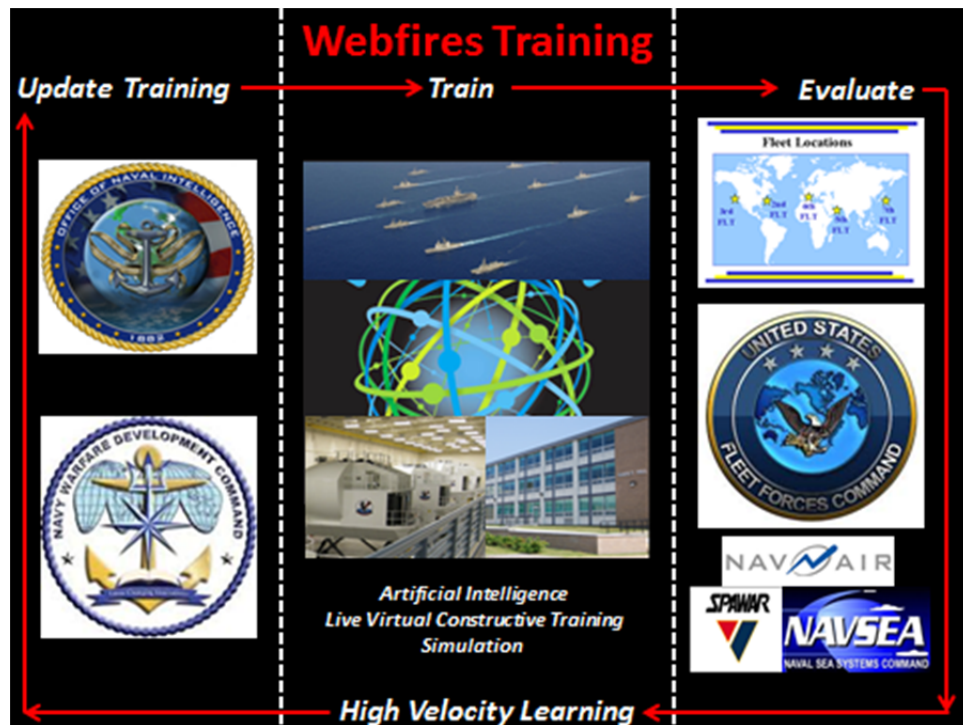 Webfires Training
Update Training
Train
Evaluate
OFFICE OF NAVAL INTELLIGENCE
1882
NAVY WARFARE DEVELOPMENT COMMAND
Artificial Intelligence
Live Virtual Constructive Training
Simulation
Fleet Locations
3rd
FLT
2nd
FLT
6th
FLT
5th
FLT
7th
FLT
UNITED STATES
FLEET FORCES COMMAND
NAVAIR
SPAWAR
NAVSEA
NAVAL SEA SYSTEMS COMMAND
High Velocity Learning